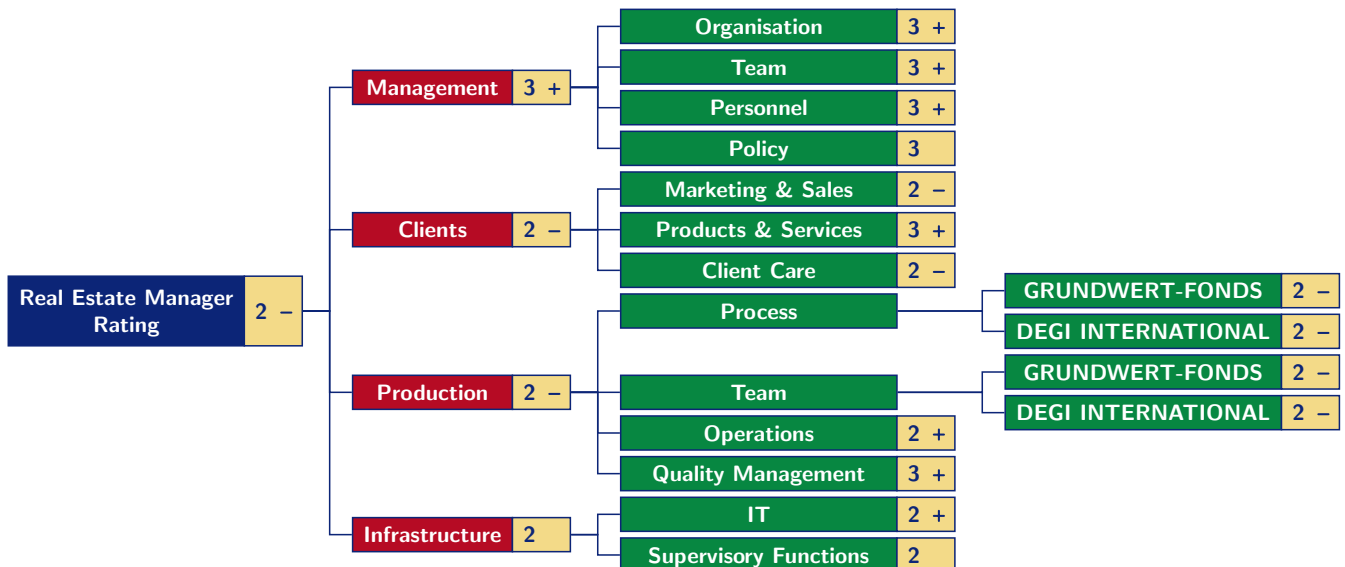 Organisation 3 +
Team 3 +
Management 3 +
Personnel 3 +
Policy 3
Marketing & Sales 2 –
Clients 2 –
Products & Services 3 +
Client Care 2 –
Real Estate Manager
Rating
2 –
Process
GRUNDWERT-FONDS 2 –
DEGI INTERNATIONAL 2 –
Production 2 –
Team
GRUNDWERT-FONDS 2 –
DEGI INTERNATIONAL 2 –
Operations 2 +
Quality Management 3 +
Infrastructure 2
IT 2 +
Supervisory Functions 2